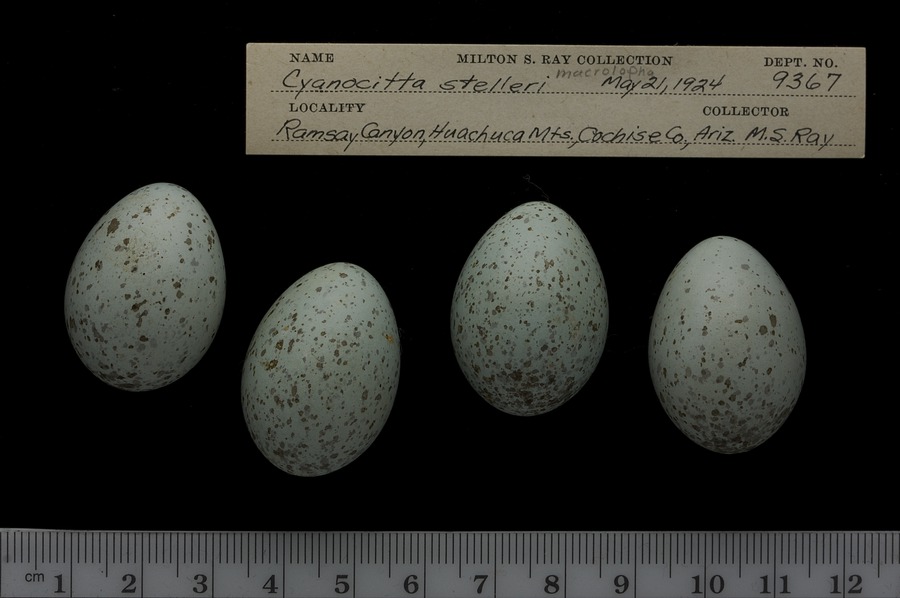 NAME MILTON S. RAY COLLECTION DEPT. NO.
Cyanocitta stelleri macrolopha May 21, 1924 9367
LOCALITY COLLECTOR
Ramsay Canyon, Huachuca Mts., Cochise Co., Ariz. M.S. Ray
cm 1 2 3 4 5 6 7 8 9 10 11 12